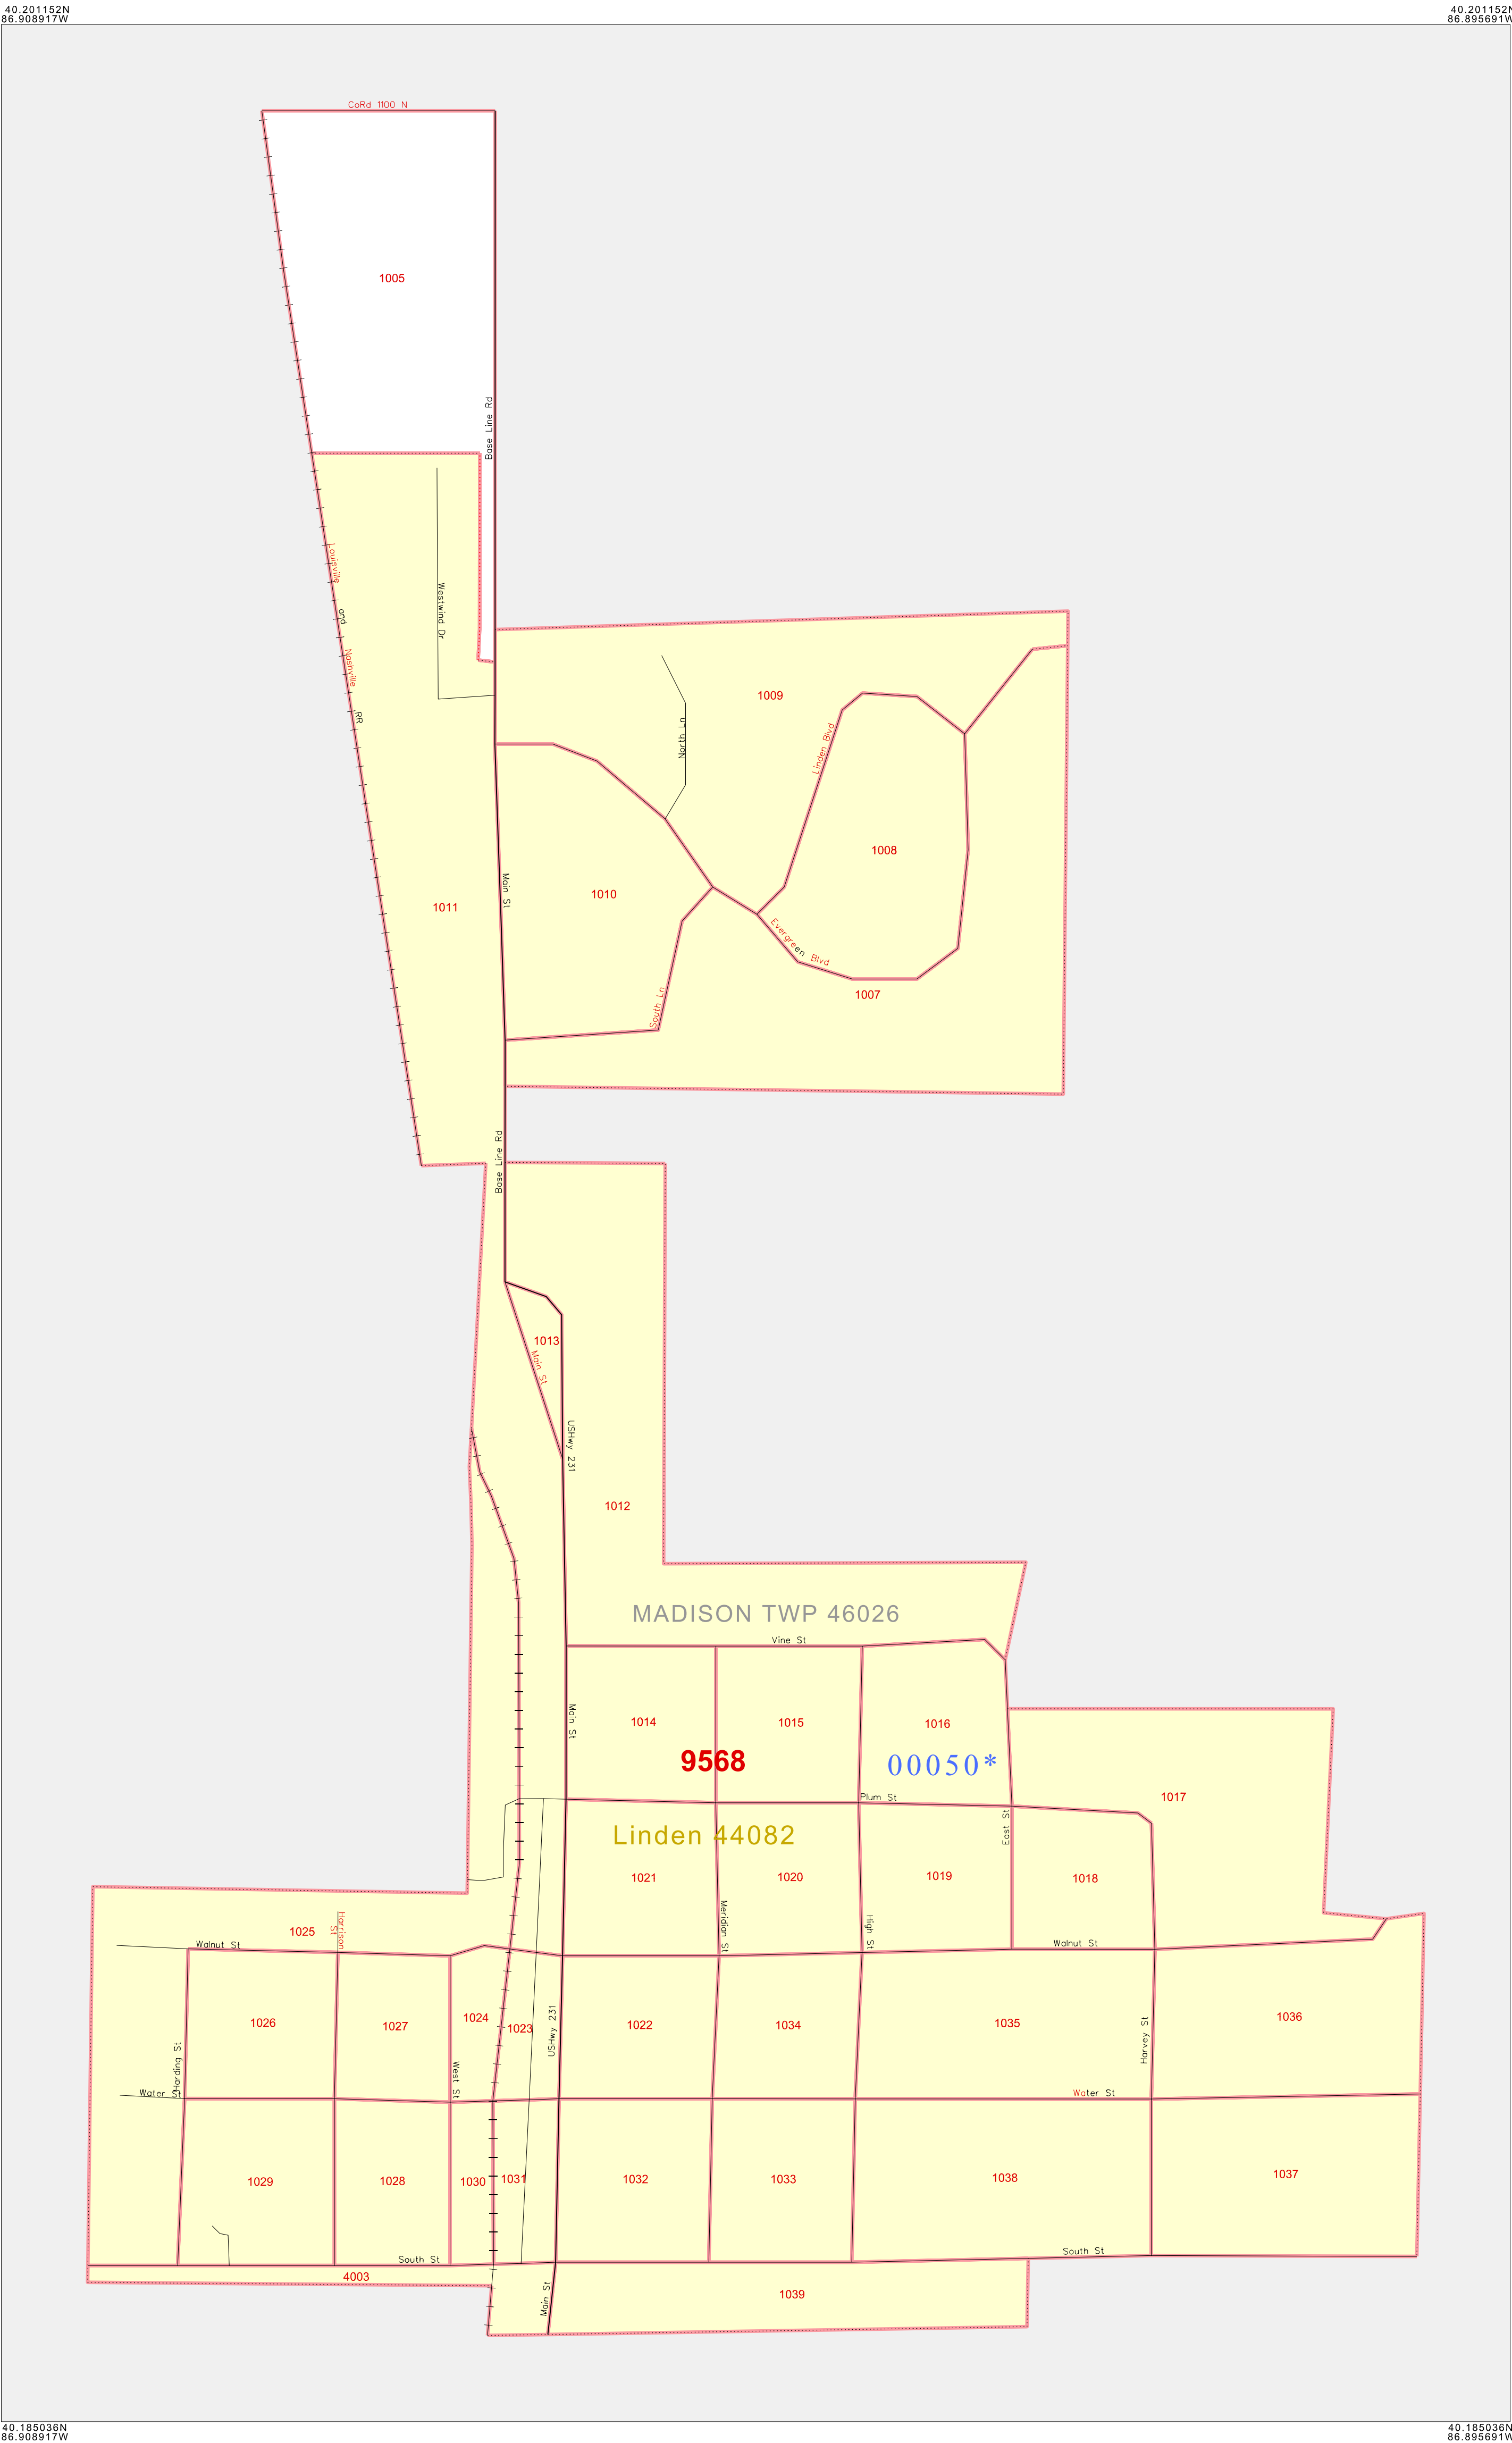 40.201152N
86.908917W
40.201152N
86.895691W
CoRd 1100 N
1005
Base Line Rd
Louisville and Nashville RR
Westwind Dr
1009
North Ln
Linden Blvd
1008
Main St
1010
1011
Evergreen Blvd
1007
South Ln
Base Line Rd
1013
Main St
USHwy 231
1012
MADISON TWP 46026
Vine St
Main St
1014
1015
1016
9568
00050*
1017
Plum St
East St
Linden 44082
1021
1020
1019
1018
Meridian St
High St
Harrison St
1025
Walnut St
Walnut St
1024
1023
1026
1027
1022
1034
1035
1036
USHwy 231
Harvey St
Harding St
West St
Water St
Water St
1029
1028
1030
1031
1032
1033
1038
1037
South St
South St
4003
Main St
1039
40.185036N
86.908917W
40.185036N
86.895691W